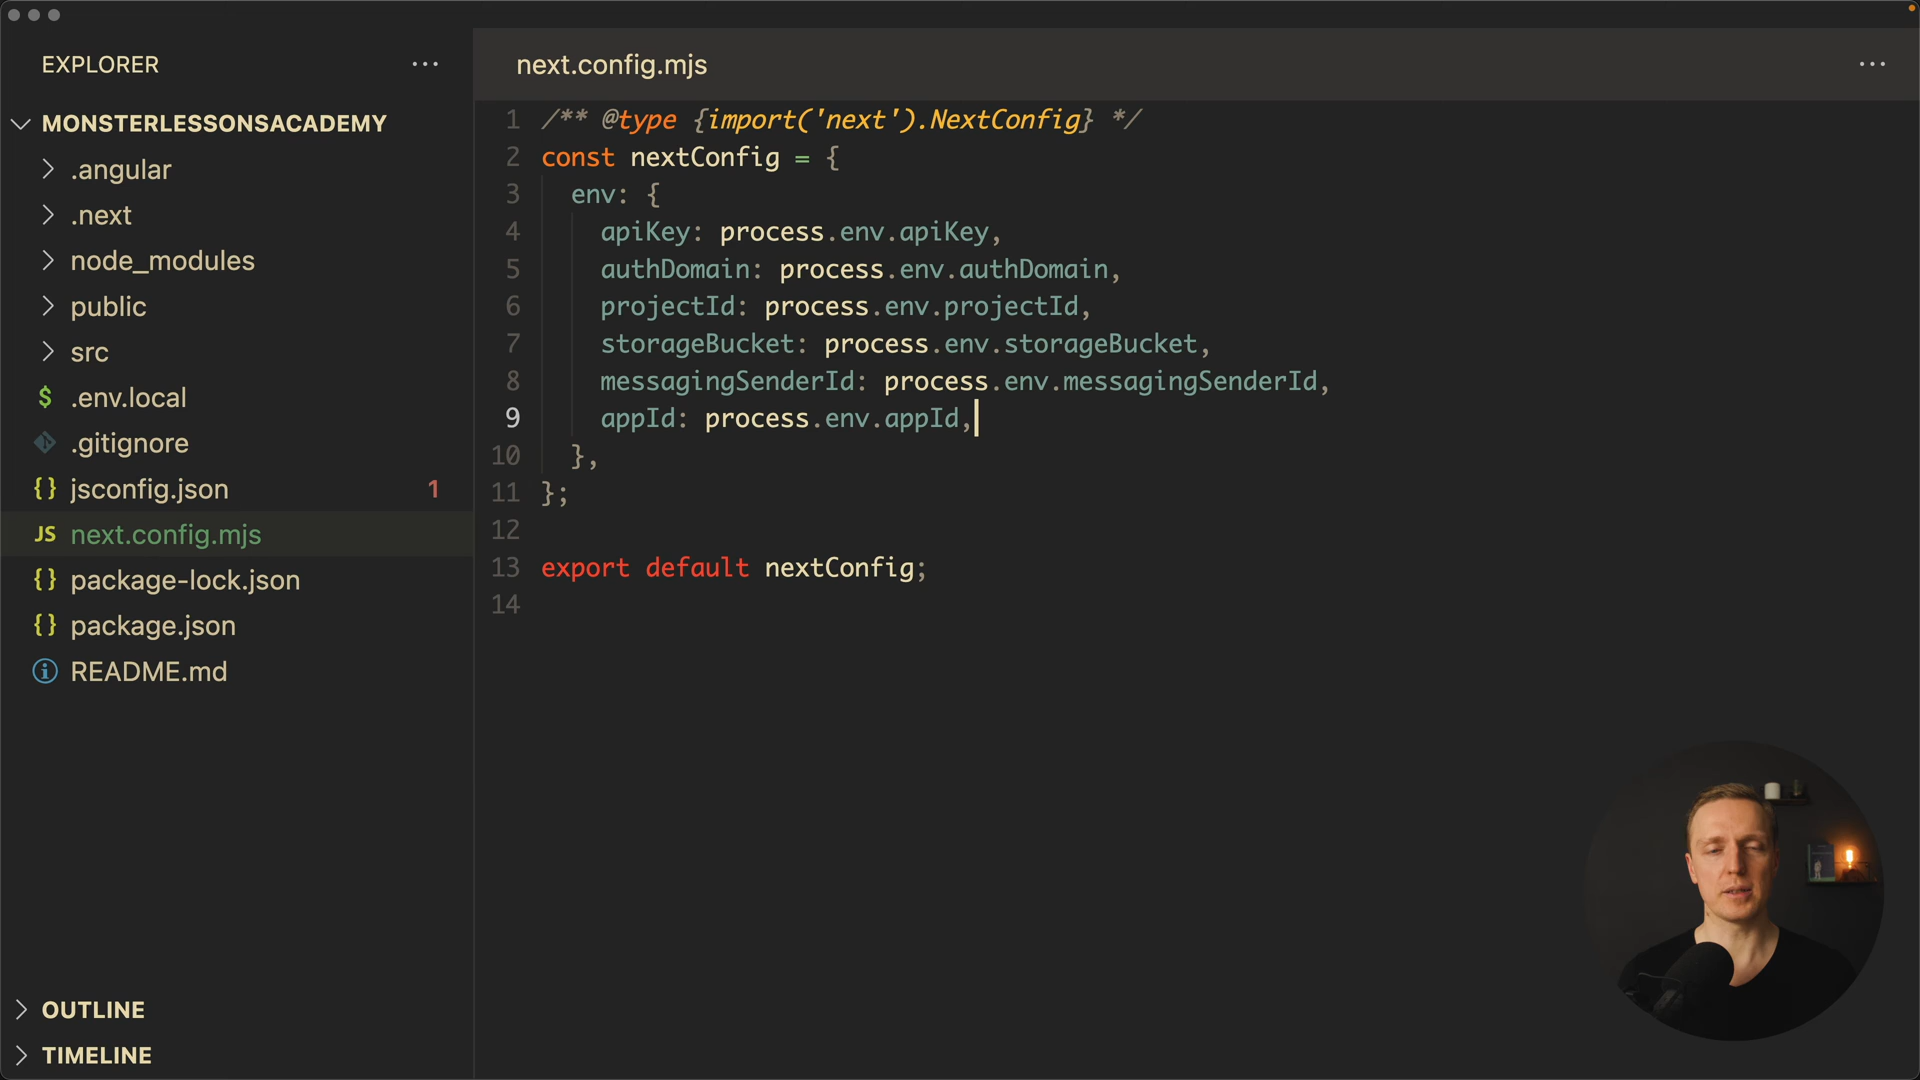 EXPLORER
MONSTERLESSONSACADEMY
.angular
.next
node_modules
public
src
$ .env.local
.gitignore
{} jsconfig.json 1
JS next.config.mjs
{} package-lock.json
{} package.json
README.md
OUTLINE
TIMELINE
next.config.mjs
1 /** @type {import('next').NextConfig} */
2 const nextConfig = {
3 env: {
4 apiKey: process.env.apiKey,
5 authDomain: process.env.authDomain,
6 projectId: process.env.projectId,
7 storageBucket: process.env.storageBucket,
8 messagingSenderId: process.env.messagingSenderId,
9 appId: process.env.appId,
10 },
11 };
12
13 export default nextConfig;
14